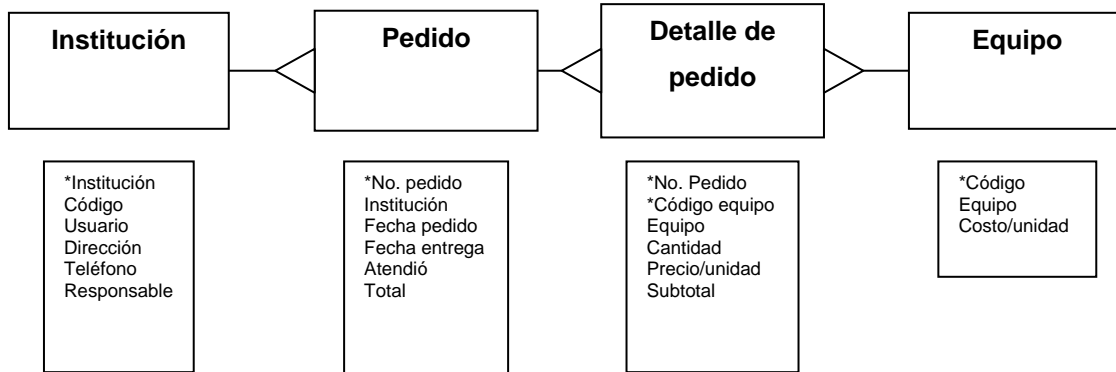 Institución
Pedido
Detalle de
pedido
Equipo
*Institución
Código
Usuario
Dirección
Teléfono
Responsable
*No. pedido
Institución
Fecha pedido
Fecha entrega
Atendió
Total
*No. Pedido
*Código equipo
Equipo
Cantidad
Precio/unidad
Subtotal
*Código
Equipo
Costo/unidad